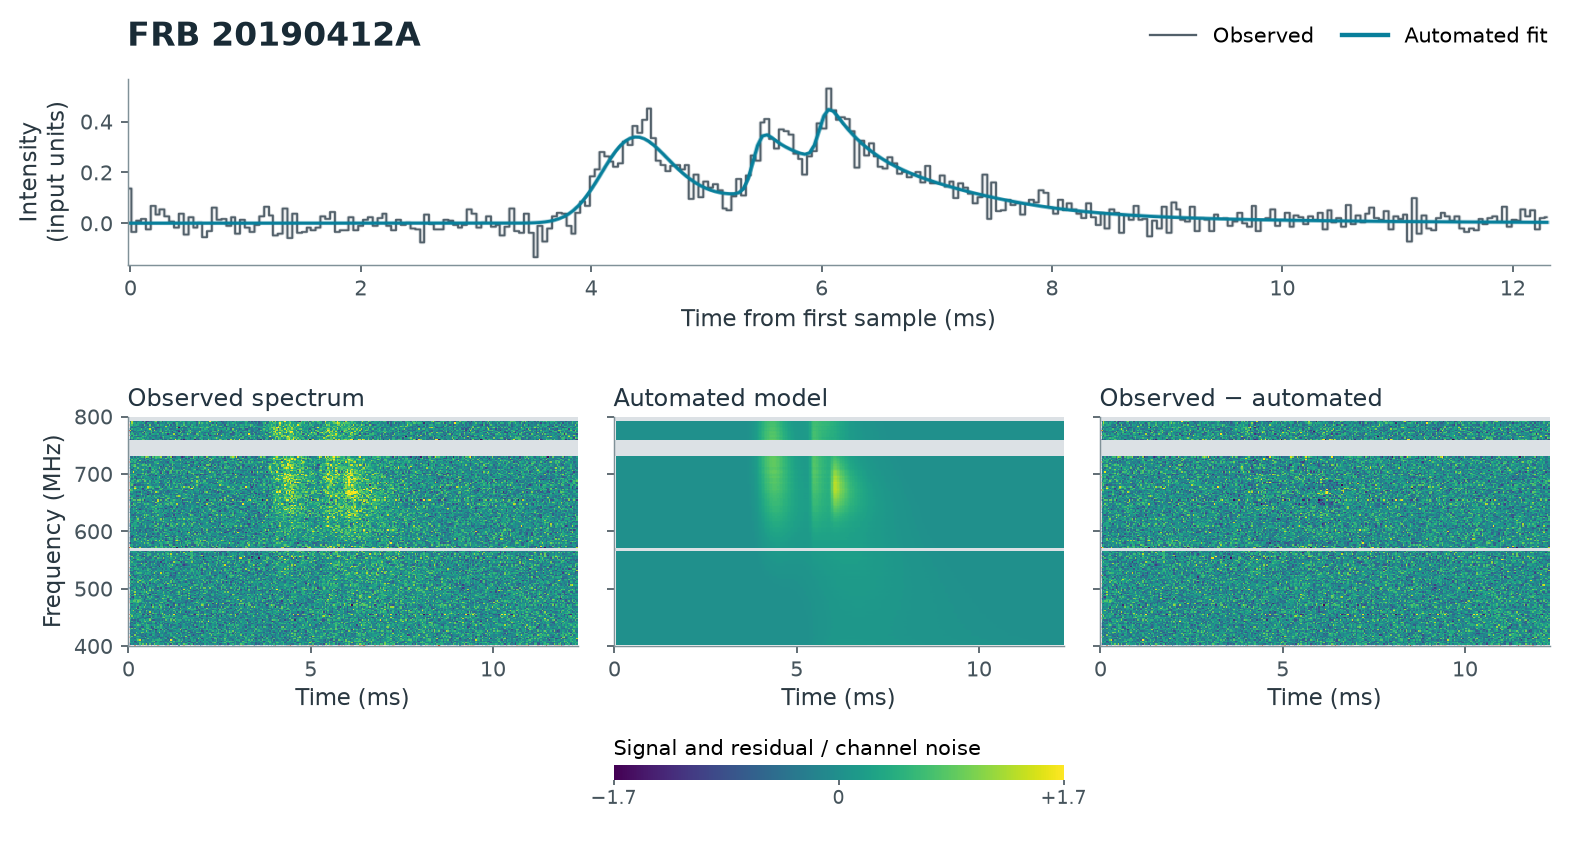 FRB 20190412A
Observed
Automated fit
Intensity
(input units)
0.4
0.2
0.0
0 2 4 6 8 10 12
Time from first sample (ms)
Observed spectrum
Automated model
Observed − automated
Frequency (MHz)
800
700
600
500
400
0 5 10
0 5 10
0 5 10
Time (ms)
Time (ms)
Time (ms)
Signal and residual / channel noise
−1.7 0 +1.7